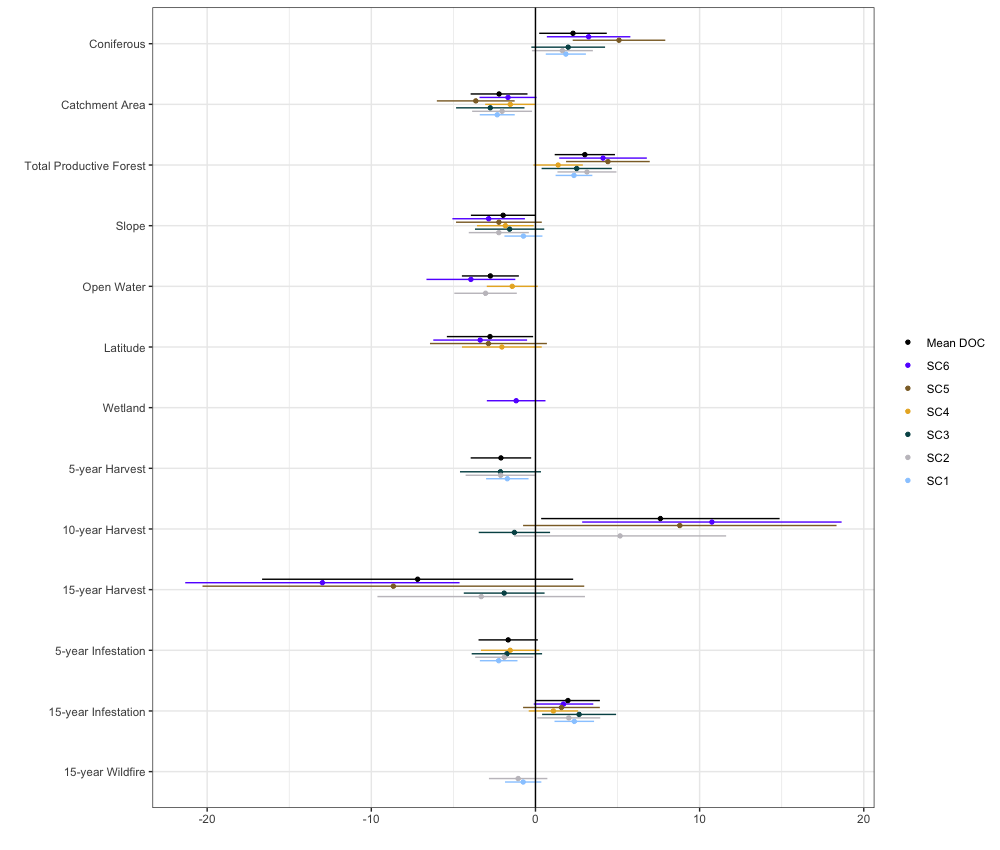 Coniferous
Catchment Area
Total Productive Forest
Slope
Open Water
Latitude
Wetland
5-year Harvest
10-year Harvest
15-year Harvest
5-year Infestation
15-year Infestation
15-year Wildfire
-20 -10 0 10 20
Mean DOC
SC6
SC5
SC4
SC3
SC2
SC1